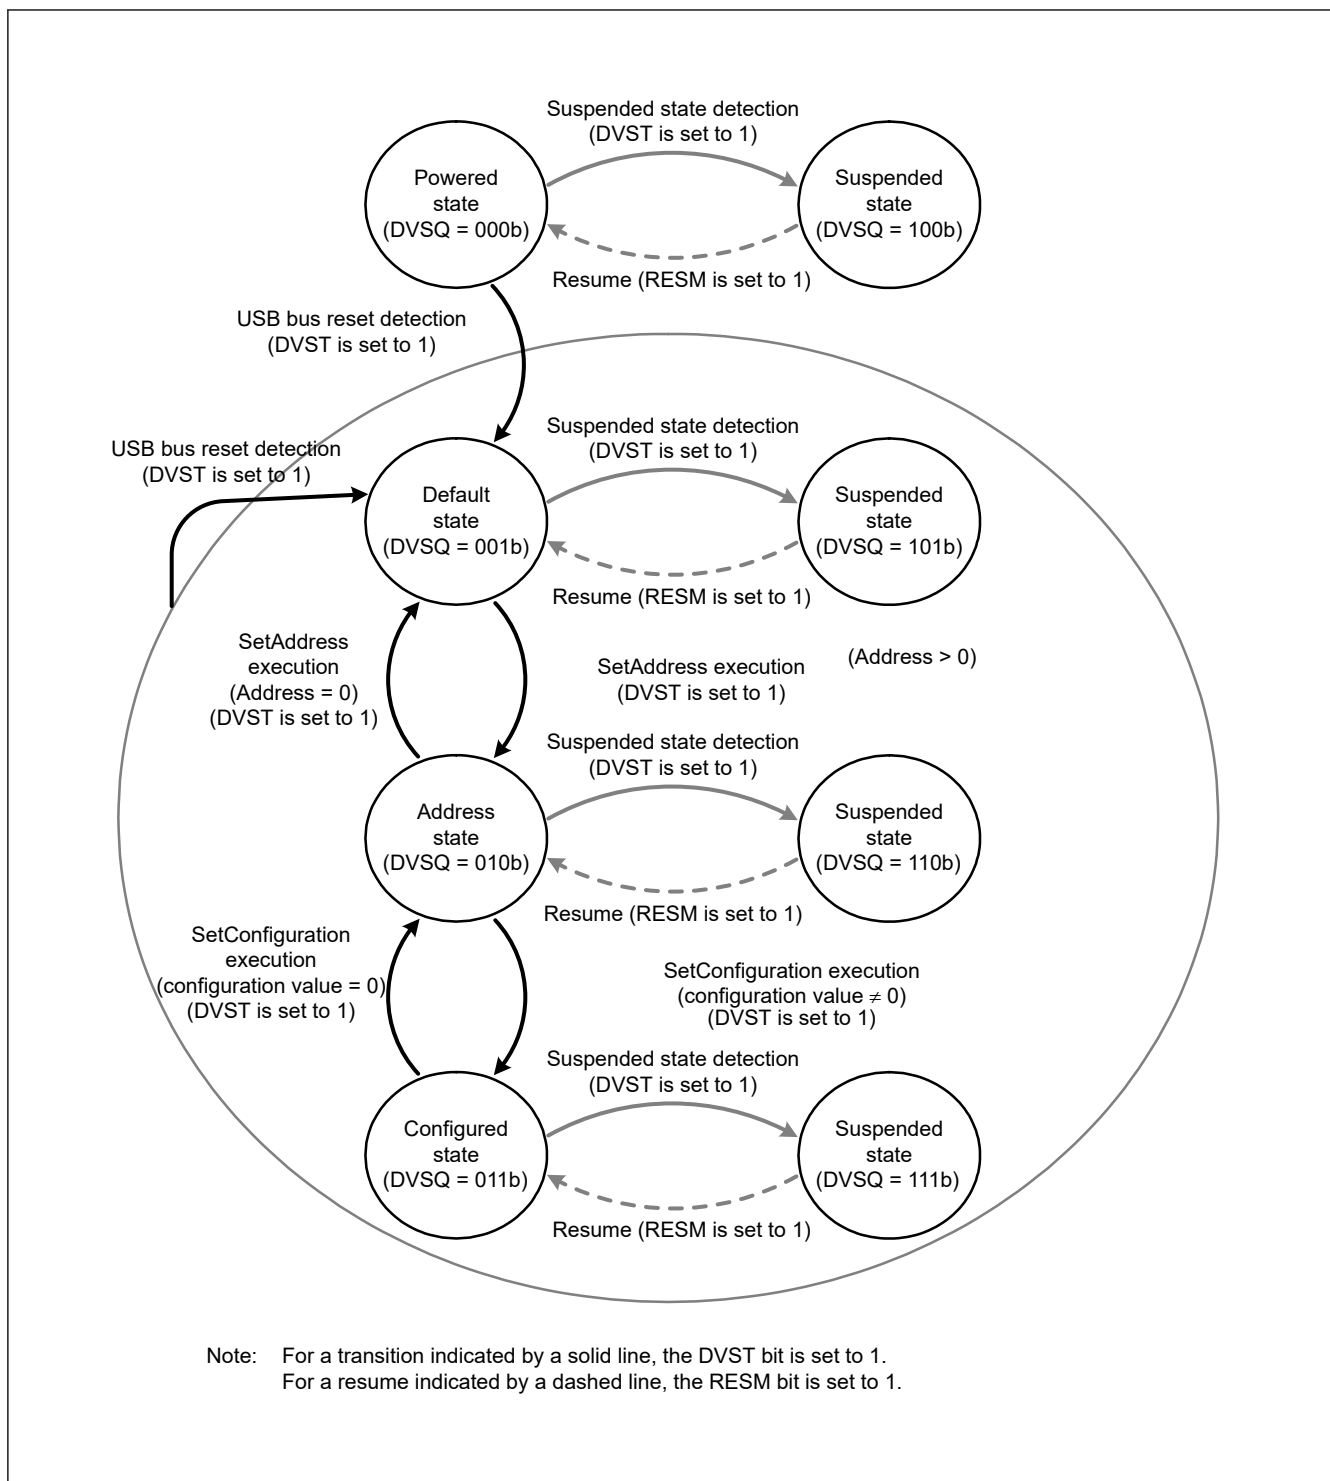 Suspended state detection
(DVST is set to 1)
Powered
state
(DVSQ = 000b)
Suspended
state
(DVSQ = 100b)
Resume (RESM is set to 1)
USB bus reset detection
(DVST is set to 1)
USB bus reset detection
(DVST is set to 1)
Suspended state detection
(DVST is set to 1)
Default
state
(DVSQ = 001b)
Suspended
state
(DVSQ = 101b)
Resume (RESM is set to 1)
SetAddress
execution
(Address = 0)
(DVST is set to 1)
SetAddress execution
(DVST is set to 1)
(Address > 0)
Suspended state detection
(DVST is set to 1)
Address
state
(DVSQ = 010b)
Suspended
state
(DVSQ = 110b)
Resume (RESM is set to 1)
SetConfiguration
execution
(configuration value = 0)
(DVST is set to 1)
SetConfiguration execution
(configuration value ≠ 0)
(DVST is set to 1)
Suspended state detection
(DVST is set to 1)
Configured
state
(DVSQ = 011b)
Suspended
state
(DVSQ = 111b)
Resume (RESM is set to 1)
Note: For a transition indicated by a solid line, the DVST bit is set to 1.
For a resume indicated by a dashed line, the RESM bit is set to 1.